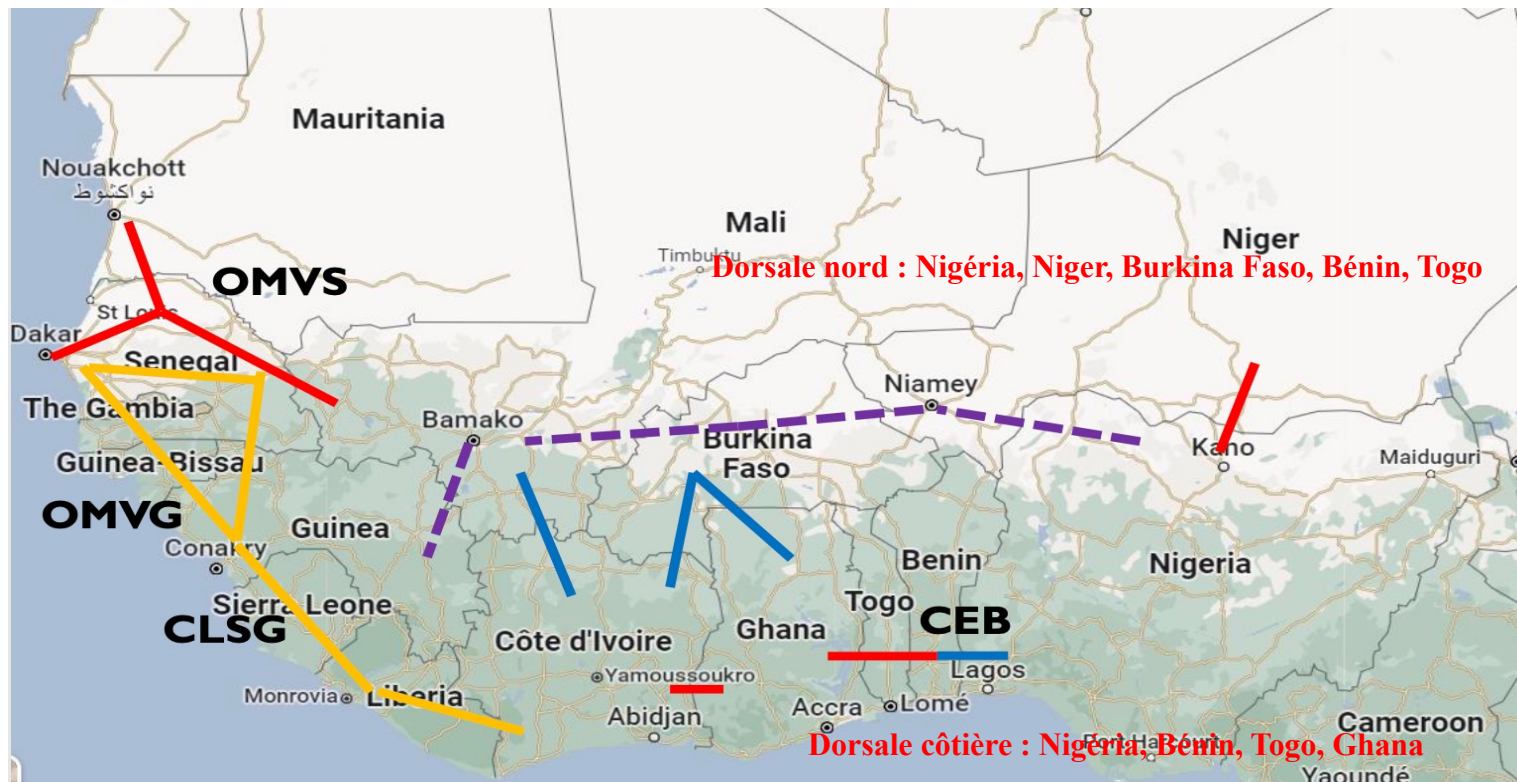 Mauritania
Nouakchott
نواكشوط
Mali
Niger
Timbuktu
Dorsale nord : Nigéria, Niger, Burkina Faso, Bénin, Togo
OMVS
St Louis
Dakar
Senegal
Niamey
The Gambia
Bamako
Burkina
Faso
Kano
Maiduguri
Guinea-Bissau
OMVG
Guinea
Conakry
Benin
Nigeria
Togo
Sierra Leone
CLSG
CEB
Ghana
Côte d'Ivoire
Lagos
Yamoussoukro
Monrovia
Liberia
Abidjan
Accra
Lomé
Cameroon
Port Harcourt
Dorsale côtière : Nigéria, Bénin, Togo, Ghana
Yaoundé